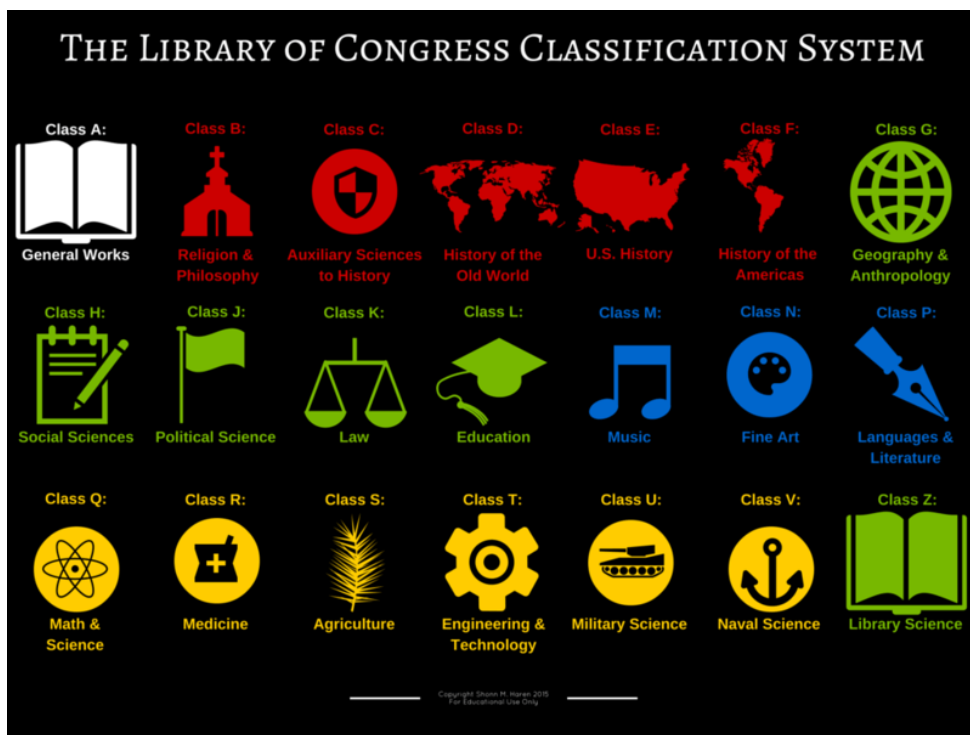 THE LIBRARY OF CONGRESS CLASSIFICATION SYSTEM
Class A:
General Works
Class B:
Religion &
Philosophy
Class C:
Auxiliary Sciences
to History
Class D:
History of the
Old World
Class E:
U.S. History
Class F:
History of the
Americas
Class G:
Geography &
Anthropology
Class H:
Social Sciences
Class J:
Political Science
Class K:
Law
Class L:
Education
Class M:
Music
Class N:
Fine Art
Class P:
Languages &
Literature
Class Q:
Math &
Science
Class R:
Medicine
Class S:
Agriculture
Class T:
Engineering &
Technology
Class U:
Military Science
Class V:
Naval Science
Class Z:
Library Science
Copyright Shonn M. Haren 2015
For Educational Use Only